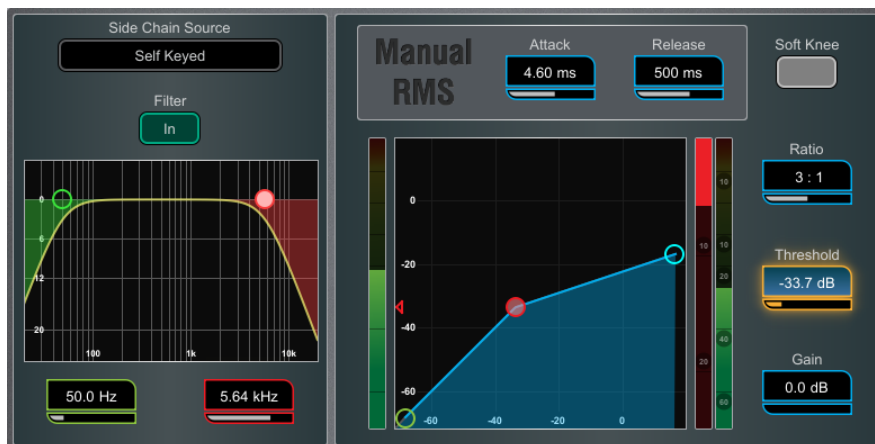 Side Chain Source
Self Keyed
Filter
In
0
6
12
20
100
1k
10k
50.0 Hz
5.64 kHz
Manual
RMS
Attack
4.60 ms
Release
500 ms
Soft Knee
0
-20
-40
-60
-60
-40
-20
0
10
20
10
10
20
40
60
Ratio
3 : 1
Threshold
-33.7 dB
Gain
0.0 dB